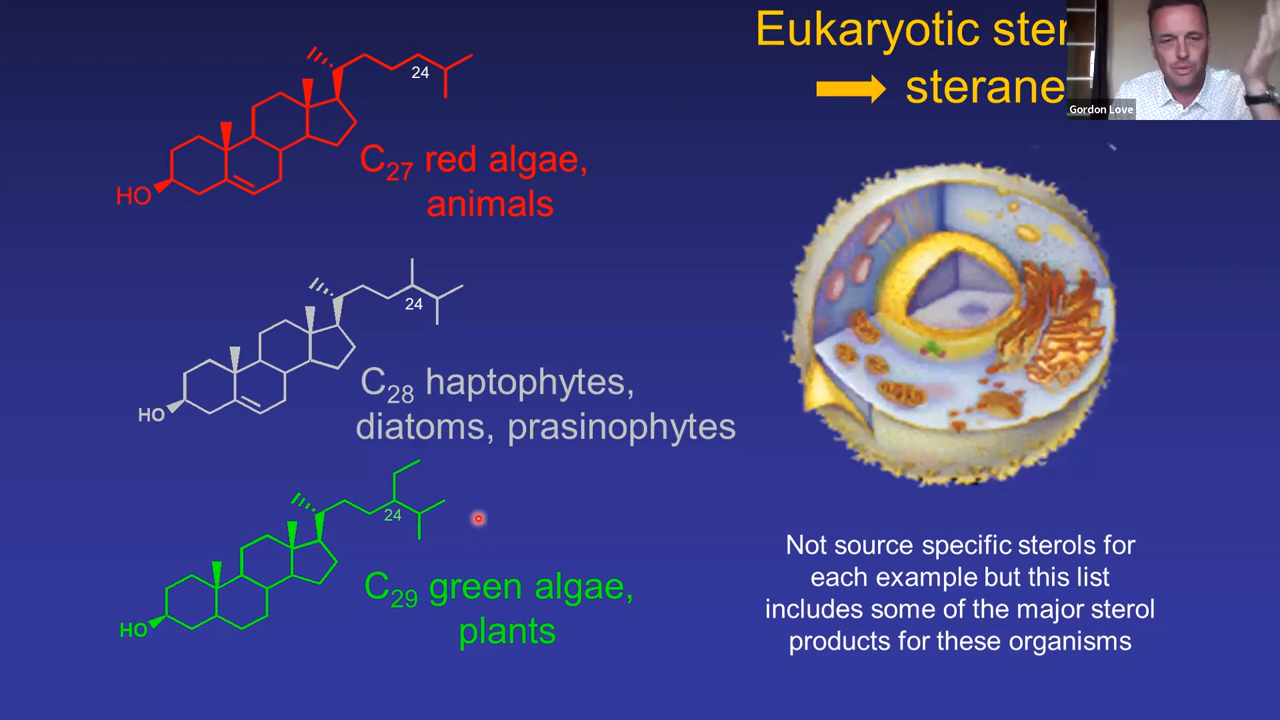 Eukaryotic ster
➡ sterane
Gordon Love
24
HO
C27 red algae,
animals
24
HO
C28 haptophytes,
diatoms, prasinophytes
24
HO
C29 green algae,
plants
Not source specific sterols for
each example but this list
includes some of the major sterol
products for these organisms